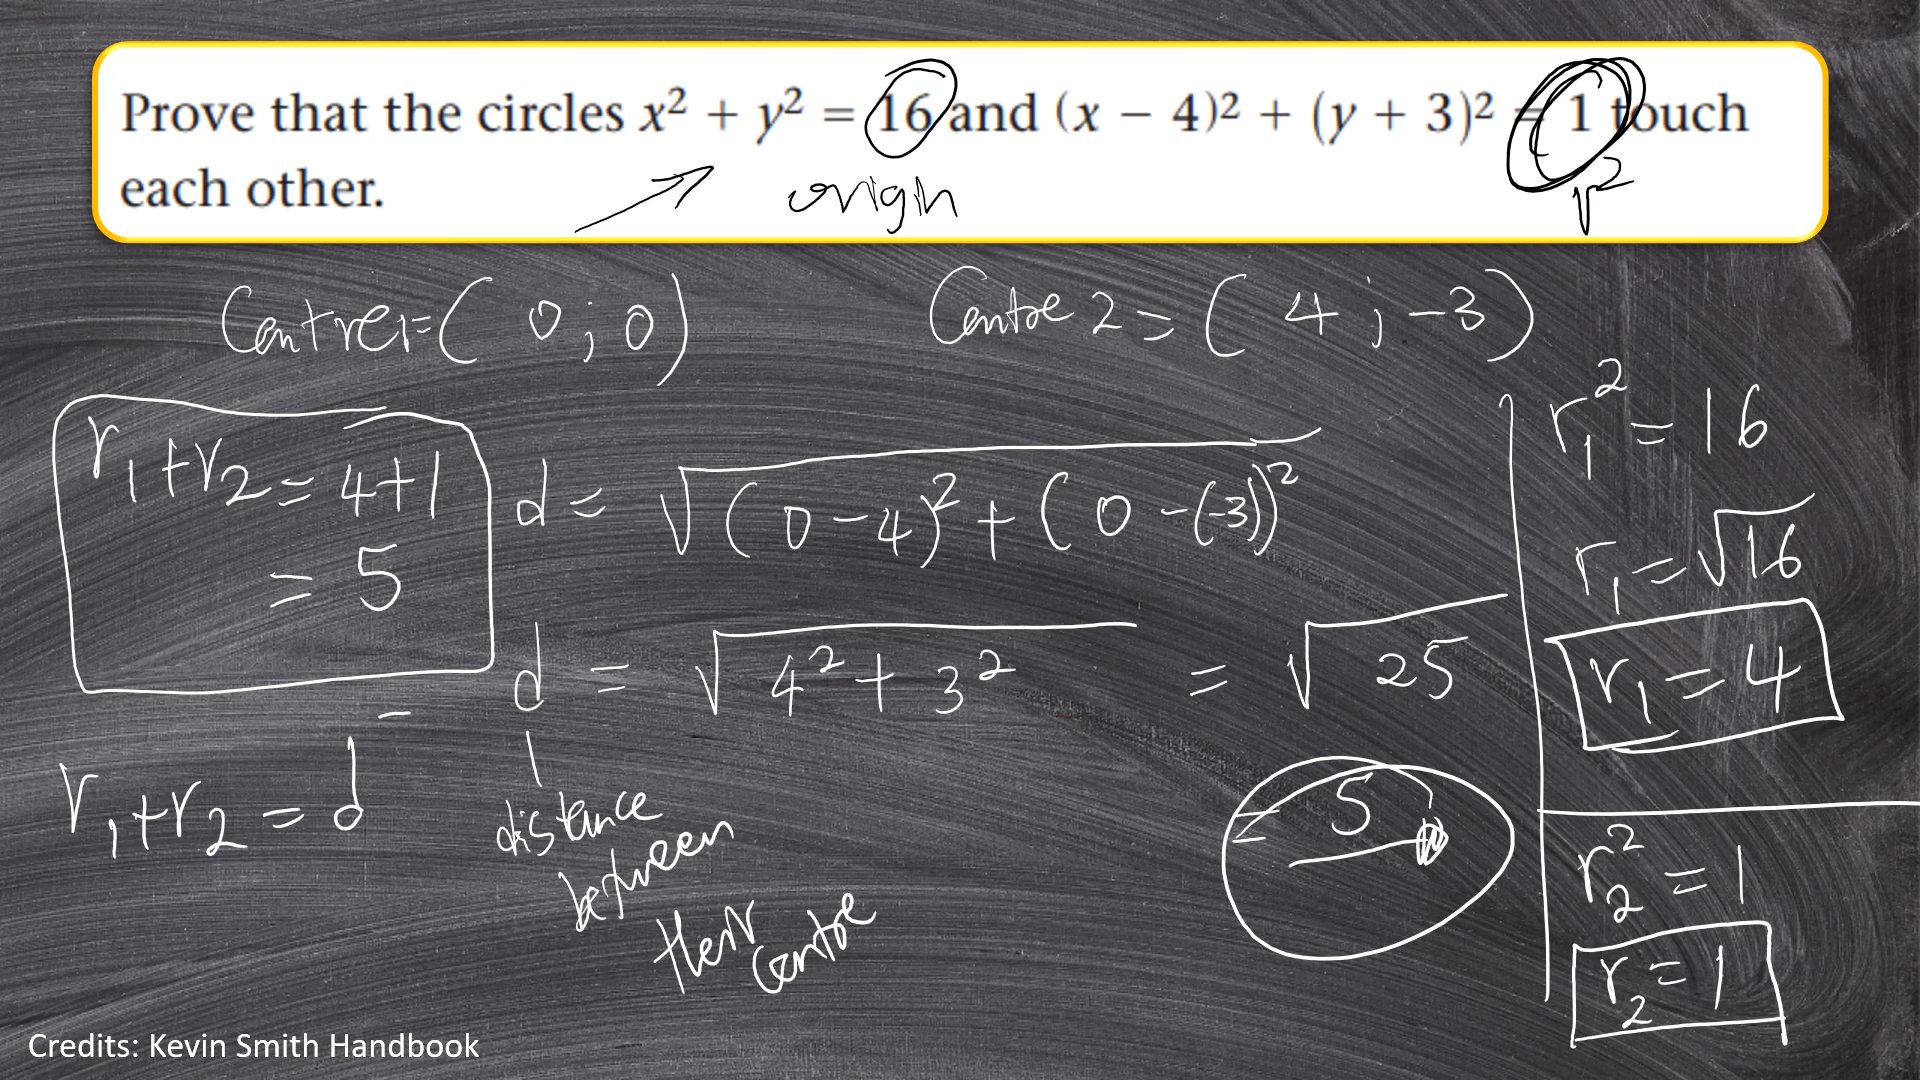 Prove that the circles x² + y² = 16 and (x − 4)² + (y + 3)² = 1 touch
each other.
origin
r²
Centre1=( 0 ; 0 )
Centre 2 = ( 4 ; -3 )
r₁ + r₂ = 4+1
= 5
d = √(0-4)² + (0-(-3))²
d = √4² + 3² = √25
= 5
r₁ + r₂ = d
distance
between
their
centre
r₁² = 16
r₁ = √16
r₁ = 4
r₂² = 1
r₂ = 1
Credits: Kevin Smith Handbook